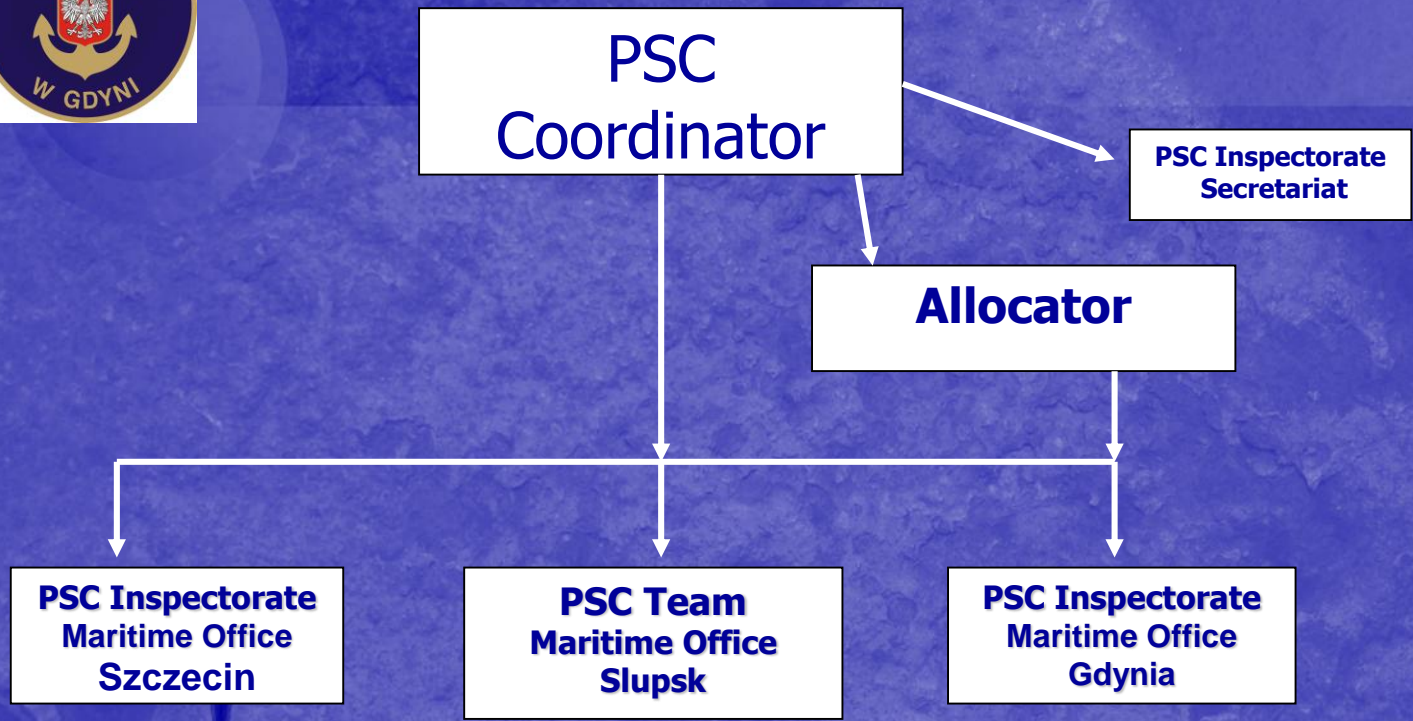 W GDYNI
PSC
Coordinator
PSC Inspectorate
Secretariat
Allocator
PSC Inspectorate
Maritime Office
Szczecin
PSC Team
Maritime Office
Slupsk
PSC Inspectorate
Maritime Office
Gdynia